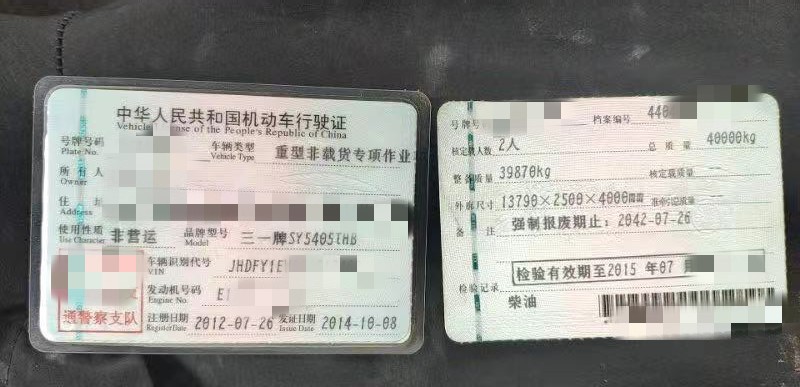 中华人民共和国机动车行驶证
Vehicle License of the People's Republic of China
号牌号码
Plate No.
车辆类型
Vehicle Type
重型非载货专项作业
所有人
Owner
住址
Address
使用性质
Use Character
非营运
品牌型号
Model
三一牌SY5405THB
车辆识别代号
VIN
JHDFY1E
发动机号码
Engine No.
E
通警察支队
注册日期
Register Date
2012-07-26
发证日期
Issue Date
2014-10-08
号牌
档案编号
440
核定载人数
2人
总质量
40000kg
整备质量
39870kg
核定载质量
外廓尺寸
13790×2500×4000
准牵引总质量
备注
强制报废期止：2042-07-26
检验有效期至2015年07
检验记录
柴油